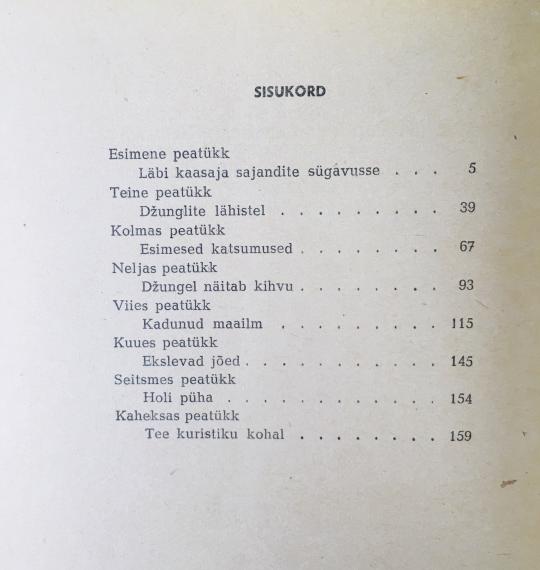 SISUKORD
Esimene peatükk
Läbi kaasaja sajandite sügavusse . . . 5
Teine peatükk
Džunglite lähistel . . . . . . . . . 39
Kolmas peatükk
Esimesed katsumused . . . . . . . . 67
Neljas peatükk
Džungel näitab kihvu . . . . . . . . 93
Viies peatükk
Kadunud maailm . . . . . . . . . 115
Kuues peatükk
Ekslevad jõed . . . . . . . . . . . 145
Seitsmes peatükk
Holi püha . . . . . . . . . . . . 154
Kaheksas peatükk
Tee kuristiku kohal . . . . . . . . 159